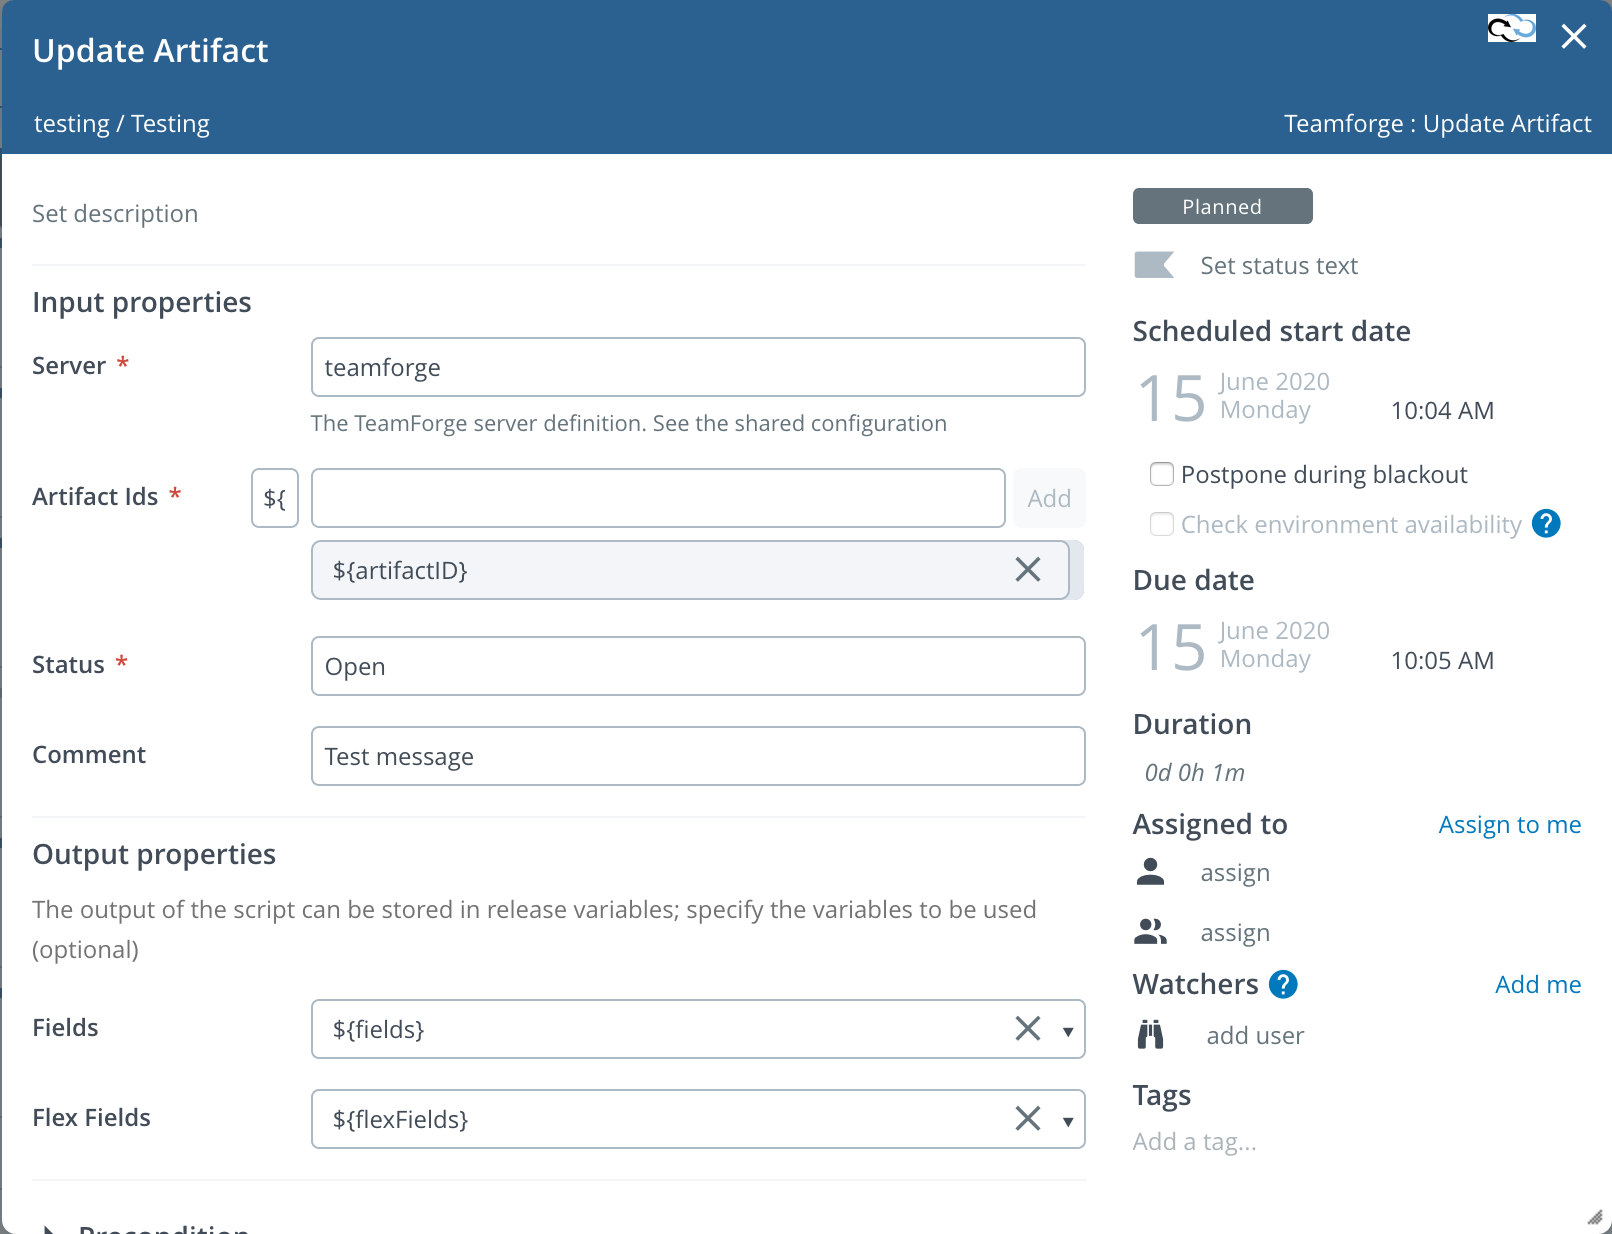 Update Artifact
testing / Testing
Teamforge : Update Artifact
Set description
Input properties
Server *
teamforge
The TeamForge server definition. See the shared configuration
Artifact Ids *
${
Add
${artifactID}
Status *
Open
Comment
Test message
Output properties
The output of the script can be stored in release variables; specify the variables to be used
(optional)
Fields
${fields}
Flex Fields
${flexFields}
Precondition
Planned
Set status text
Scheduled start date
15
June 2020
Monday
10:04 AM
Postpone during blackout
Check environment availability ?
Due date
15
June 2020
Monday
10:05 AM
Duration
0d 0h 1m
Assigned to
Assign to me
assign
assign
Watchers ?
Add me
add user
Tags
Add a tag...